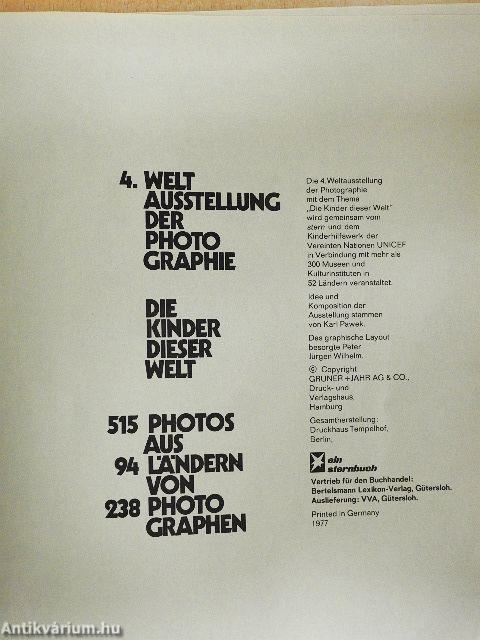 4. WELT
AUSSTELLUNG
DER
PHOTO
GRAPHIE
DIE
KINDER
DIESER
WELT
515 PHOTOS
AUS
94 LÄNDERN
VON
238 PHOTO
GRAPHEN
Die 4. Weltausstellung
der Photographie
mit dem Thema
„Die Kinder dieser Welt"
wird gemeinsam vom
stern und dem
Kinderhilfswerk der
Vereinten Nationen UNICEF
in Verbindung mit mehr als
300 Museen und
Kulturinstituten in
52 Ländern veranstaltet.
Idee und
Komposition der
Ausstellung stammen
von Karl Pawek.
Das graphische Layout
besorgte Peter
Jürgen Wilhelm.
© Copyright
GRUNER + JAHR AG & CO.,
Druck- und
Verlagshaus,
Hamburg
Gesamtherstellung:
Druckhaus Tempelhof,
Berlin,
ein
sternbuch
Vertrieb für den Buchhandel:
Bertelsmann Lexikon-Verlag, Gütersloh.
Auslieferung: VVA, Gütersloh.
Printed in Germany
1977
Antikvárium.hu